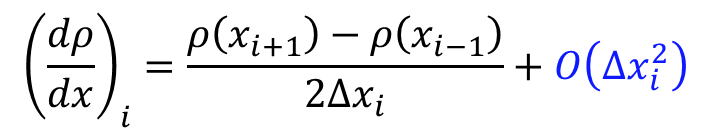 (dρ/dx)_i = (ρ(x_{i+1}) − ρ(x_{i−1})) / (2Δx_i) + O(Δx_i^2)